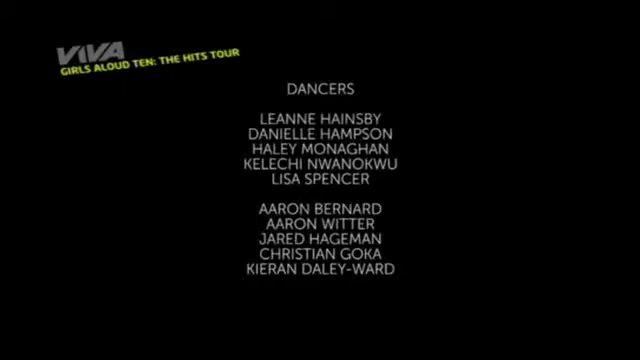 VIVA
GIRLS ALOUD TEN: THE HITS TOUR
DANCERS
LEANNE HAINSBY
DANIELLE HAMPSON
HALEY MONAGHAN
KELECHI NWANOKWU
LISA SPENCER
AARON BERNARD
AARON WITTER
JARED HAGEMAN
CHRISTIAN GOKA
KIERAN DALEY-WARD